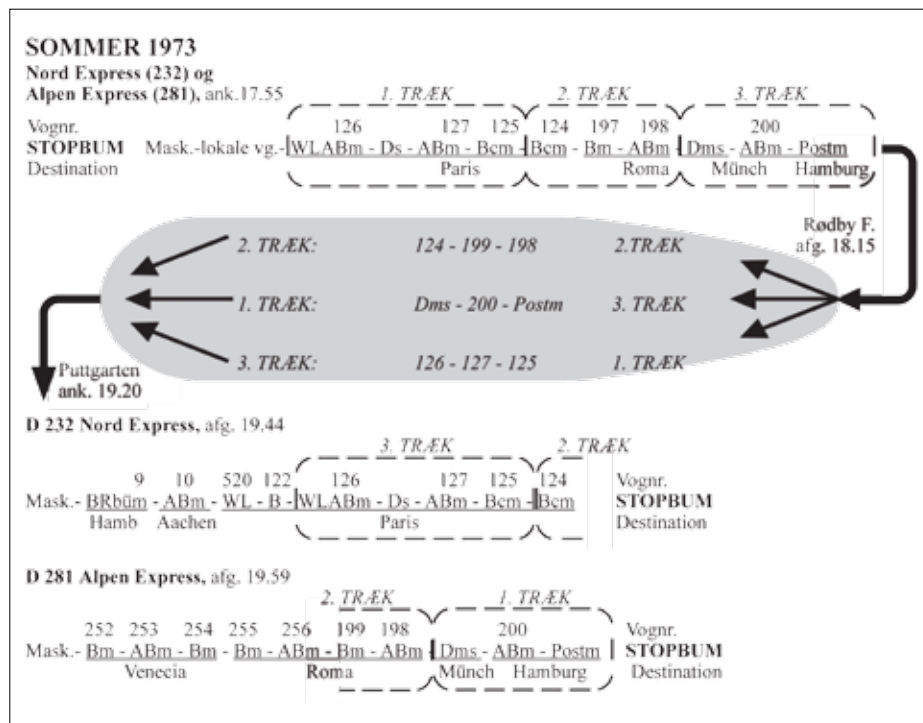 SOMMER 1973
Nord Express (232) og
Alpen Express (281), ank.17.55
1. TRÆK 2. TRÆK 3. TRÆK
Vognr. 126 127 125 124 197 198 200
STOPBUM Mask.-lokale vg.- WLABm - Ds - ABm - Bcm - Bcm - Bm - ABm - Dms - ABm - Postm
Destination Paris Roma Münch Hamburg
Rødby F.
afg. 18.15
2. TRÆK: 124 - 199 - 198 2.TRÆK
1. TRÆK: Dms - 200 - Postm 3. TRÆK
3. TRÆK: 126 - 127 - 125 1. TRÆK
Puttgarten
ank. 19.20
D 232 Nord Express, afg. 19.44
3. TRÆK 2. TRÆK
9 10 520 122 126 127 125 124 Vognr.
Mask.- BRbüm - ABm - WL - B - WLABm - Ds - ABm - Bcm - Bcm STOPBUM
Hamb Aachen Paris Destination
D 281 Alpen Express, afg. 19.59
2. TRÆK 1. TRÆK
252 253 254 255 256 199 198 200 Vognr.
Mask.- Bm - ABm - Bm - Bm - ABm - Bm - ABm - Dms - ABm - Postm STOPBUM
Venecia Roma Münch Hamburg Destination